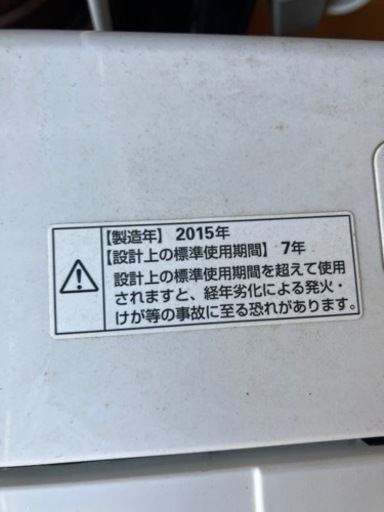 【製造年】 2015年
【設計上の標準使用期間】 7年
設計上の標準使用期間を超えて使用
されますと、経年劣化による発火・
けが等の事故に至る恐れがあります。